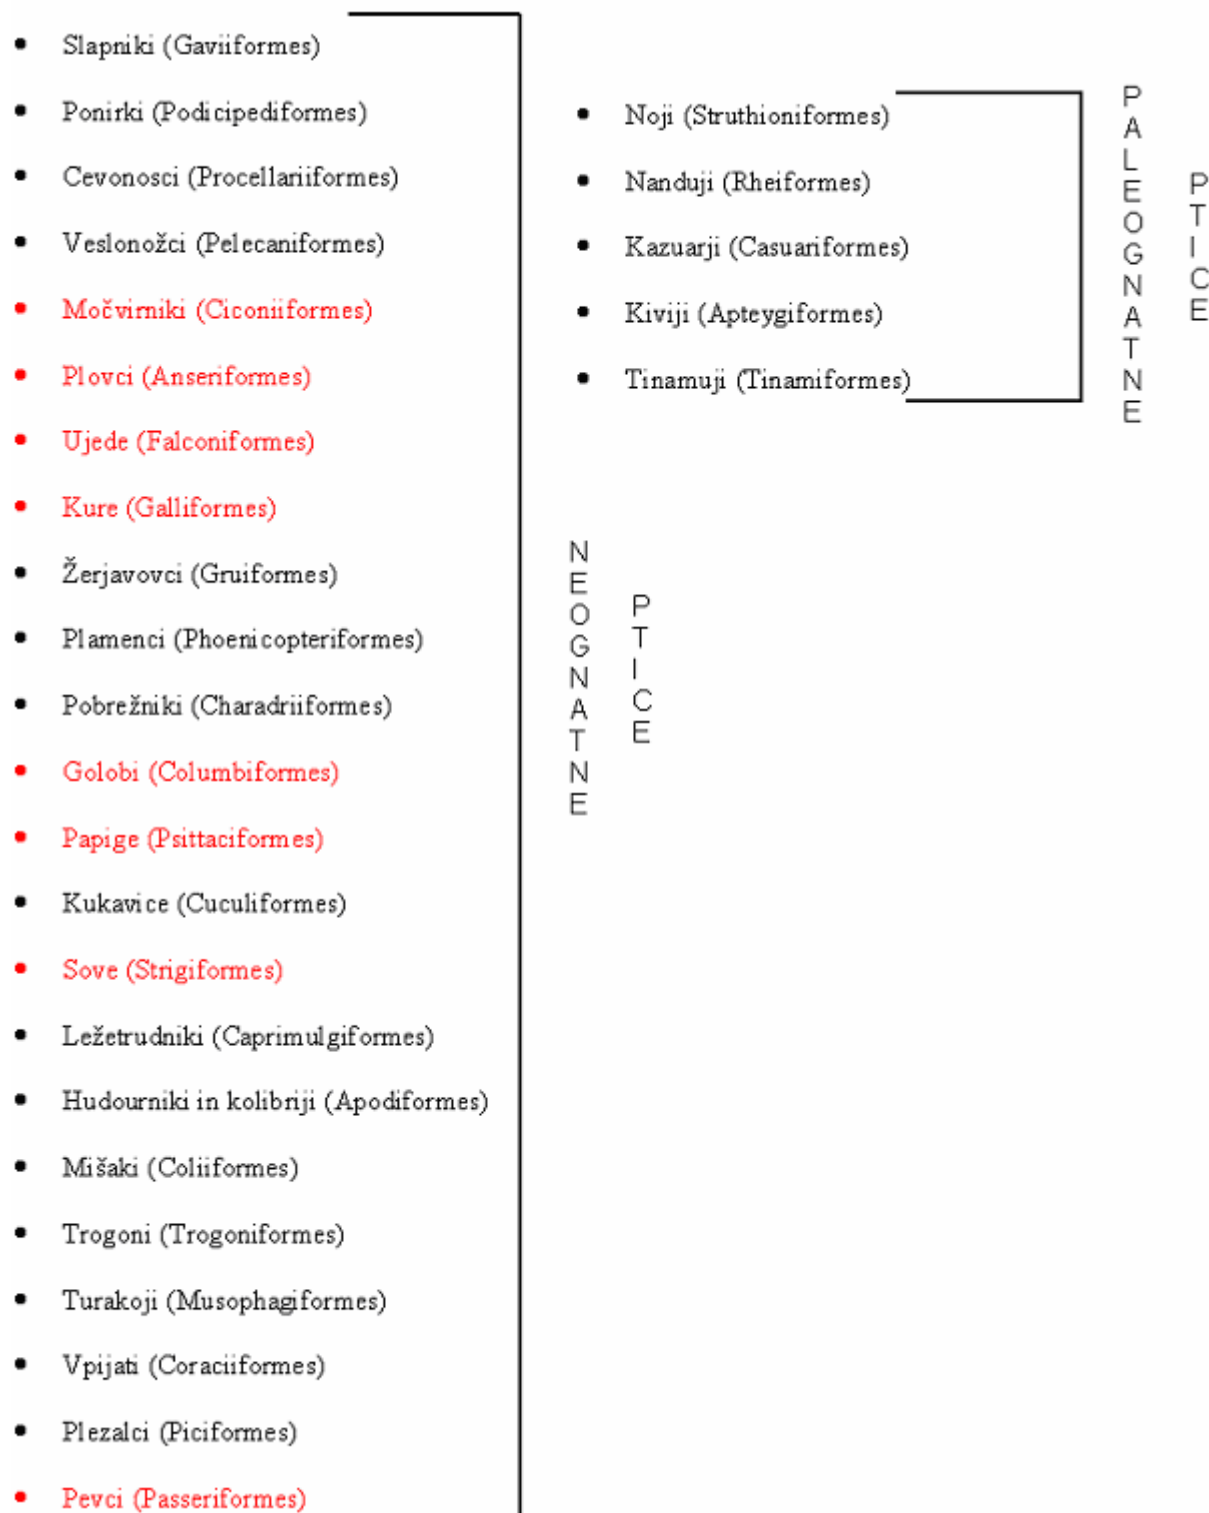 • Slapniki (Gaviiformes)
• Ponirki (Podicipediformes)
• Cevonosci (Procellariiformes)
• Veslonožci (Pelecaniformes)
• Močvirniki (Ciconiiformes)
• Plovci (Anseriformes)
• Ujede (Falconiformes)
• Kure (Galliformes)
• Žerjavovci (Gruiformes)
• Plamenci (Phoenicopteriformes)
• Pobrežniki (Charadriiformes)
• Golobi (Columbiformes)
• Papige (Psittaciformes)
• Kukavice (Cuculiformes)
• Sove (Strigiformes)
• Ležetrudniki (Caprimulgiformes)
• Hudourniki in kolibriji (Apodiformes)
• Mišaki (Coliiformes)
• Trogoni (Trogoniformes)
• Turakoji (Musophagiformes)
• Vpijati (Coraciiformes)
• Plezalci (Piciformes)
• Pevci (Passeriformes)
NEOGNATNE
PTICE
• Noji (Struthioniformes)
• Nanduji (Rheiformes)
• Kazuarji (Casuariformes)
• Kiviji (Apteygiformes)
• Tinamuji (Tinamiformes)
PALEOGNATNE
PTICE